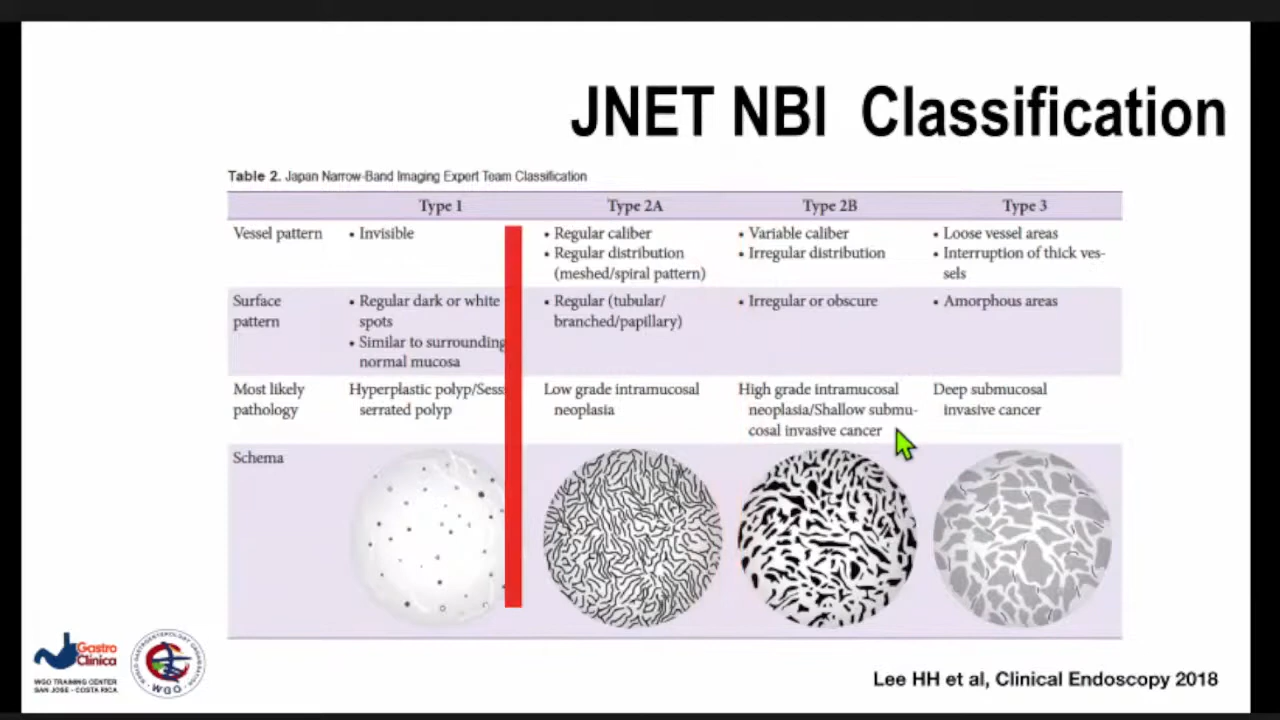 JNET NBI Classification
Table 2. Japan Narrow-Band Imaging Expert Team Classification
Type 1 Type 2A Type 2B Type 3
Vessel pattern
• Invisible
• Regular caliber
• Regular distribution
(meshed/spiral pattern)
• Variable caliber
• Irregular distribution
• Loose vessel areas
• Interruption of thick ves-
sels
Surface
pattern
• Regular dark or white
spots
• Similar to surrounding
normal mucosa
• Regular (tubular/
branched/papillary)
• Irregular or obscure
• Amorphous areas
Most likely
pathology
Hyperplastic polyp/Sess
serrated polyp
Low grade intramucosal
neoplasia
High grade intramucosal
neoplasia/Shallow submu-
cosal invasive cancer
Deep submucosal
invasive cancer
Schema
Gastro
Clinica
WGO TRAINING CENTER
SAN JOSE - COSTA RICA
WORLD GASTROENTEROLOGY ORGANISATION
WGO
Lee HH et al, Clinical Endoscopy 2018